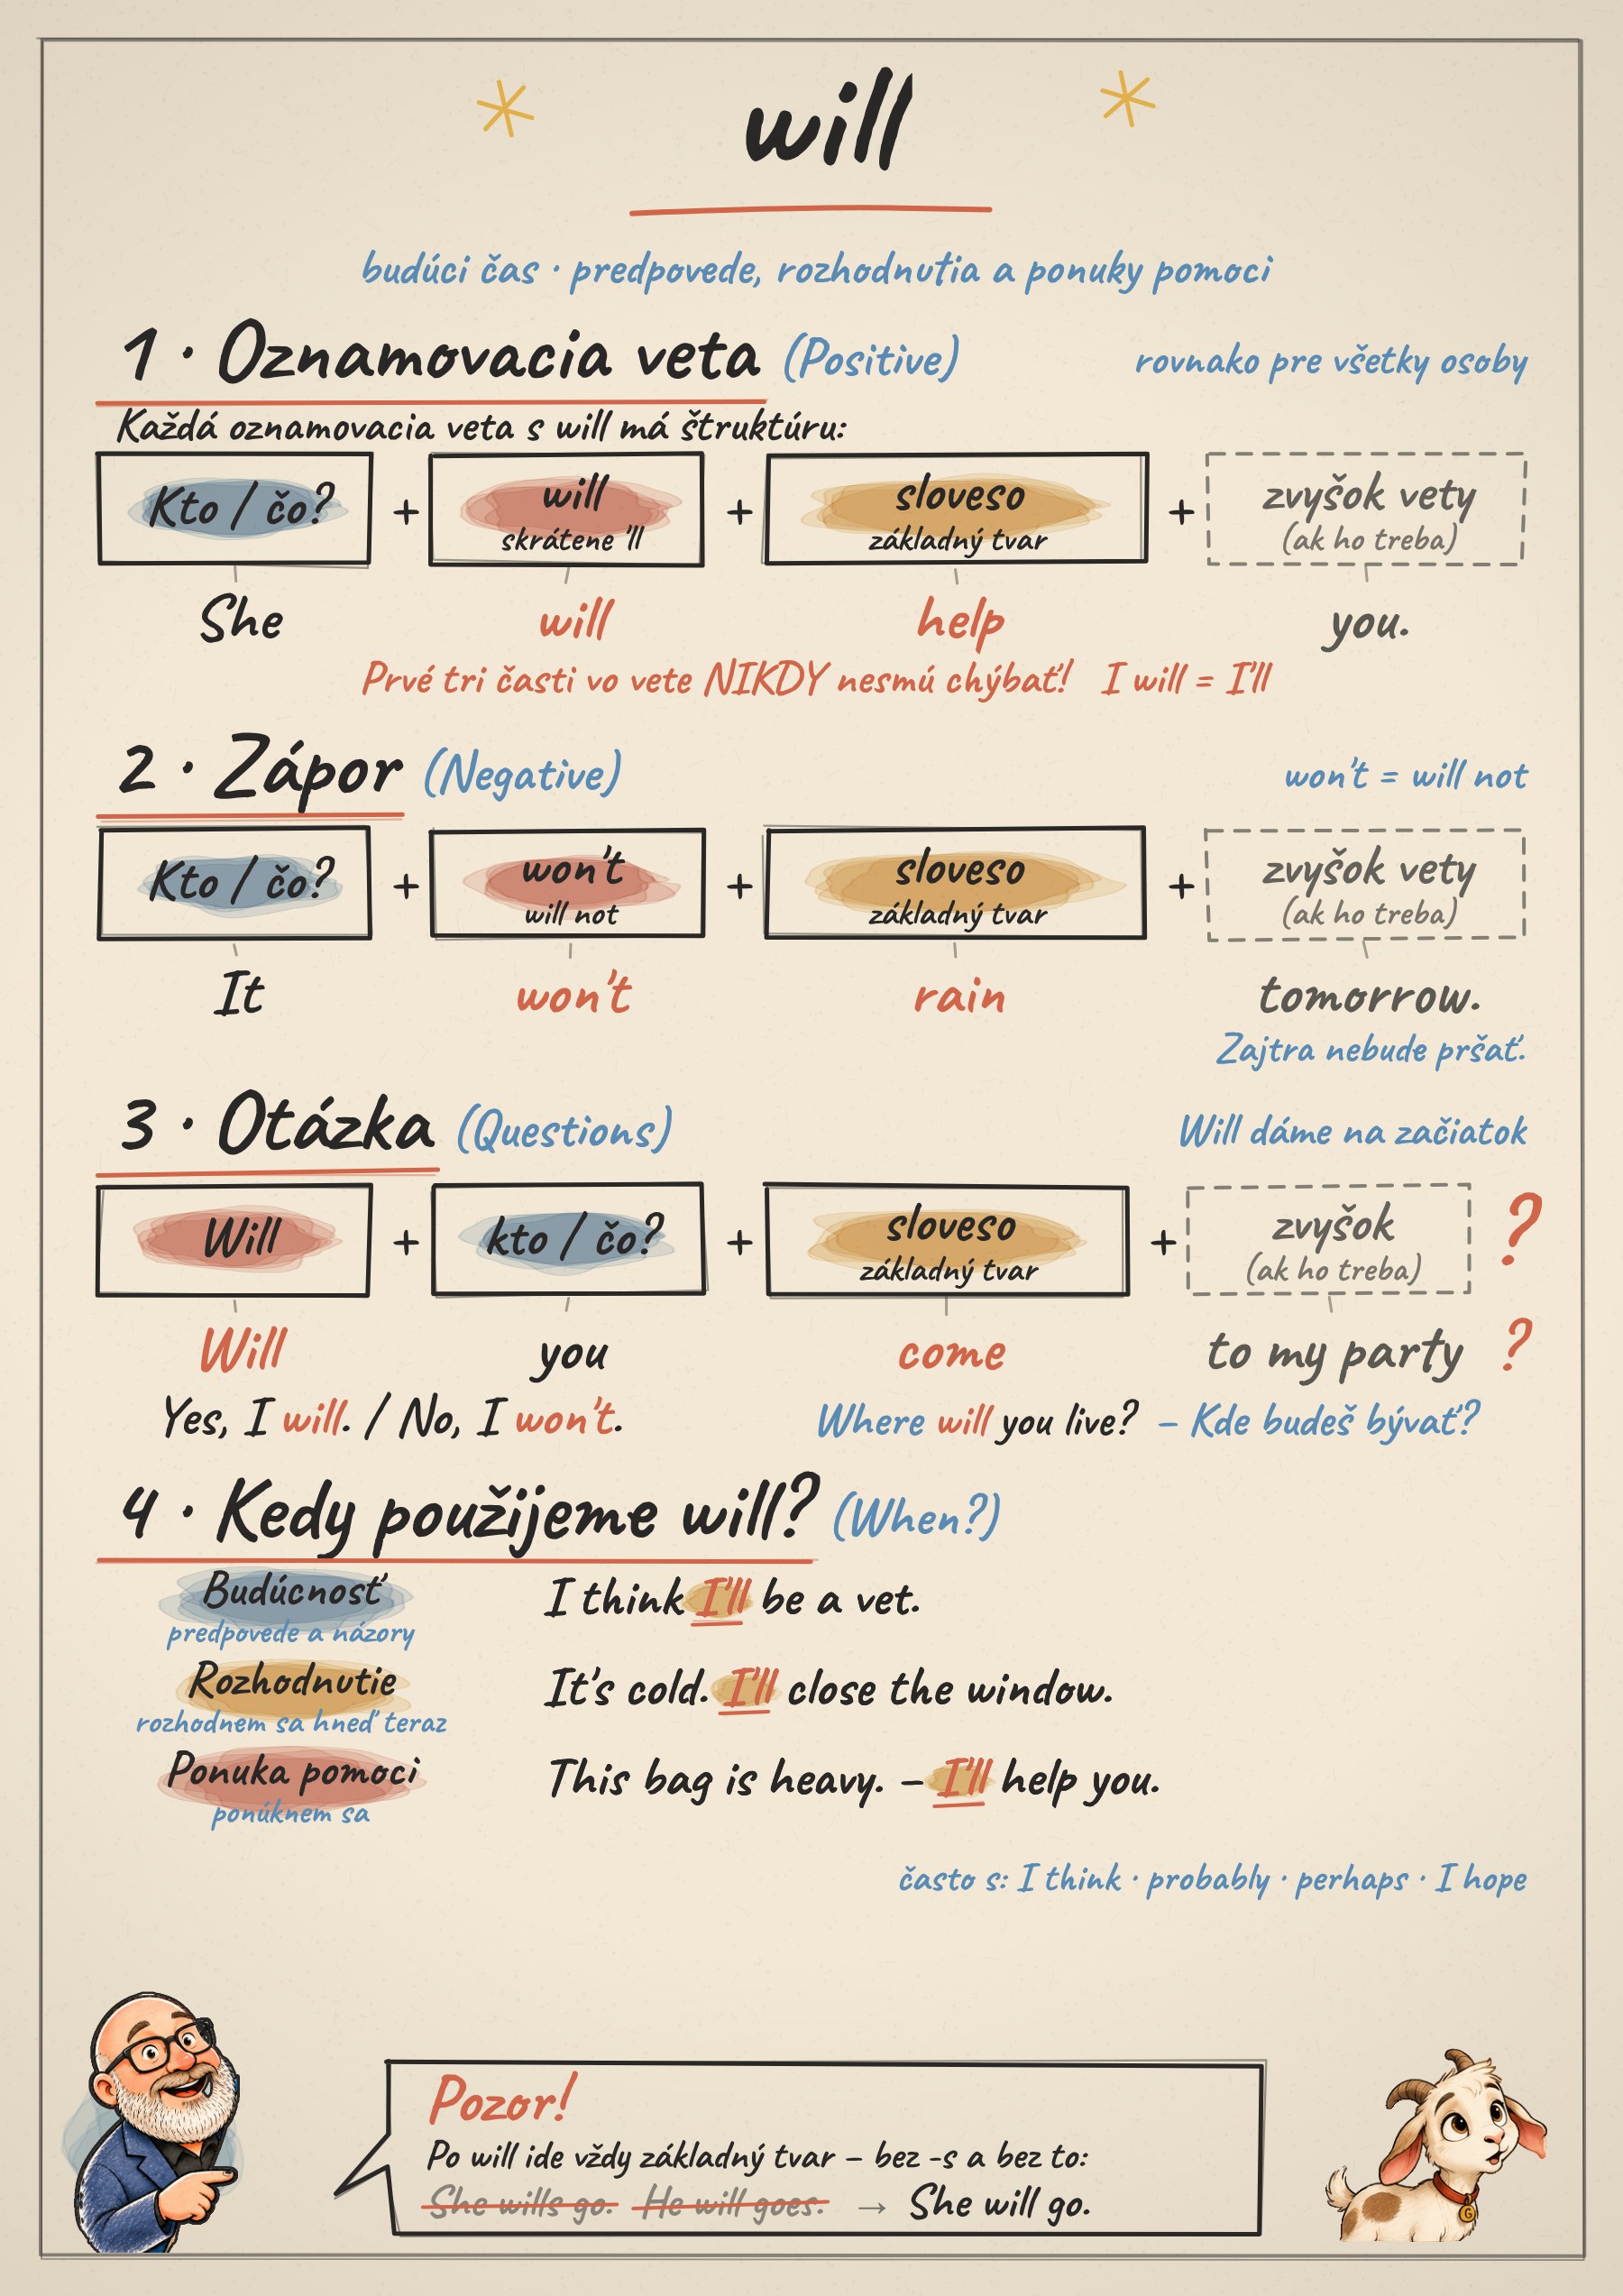 will
budúci čas · predpovede, rozhodnutia a ponuky pomoci
1 · Oznamovacia veta (Positive) rovnako pre všetky osoby
Každá oznamovacia veta s will má štruktúru:
Kto / čo? + will + sloveso + zvyšok vety
skrátene 'll základný tvar (ak ho treba)
She will help you.
Prvé tri časti vo vete NIKDY nesmú chýbať! I will = I'll
2 · Zápor (Negative) won't = will not
Kto / čo? + won't + sloveso + zvyšok vety
will not základný tvar (ak ho treba)
It won't rain tomorrow.
Zajtra nebude pršať.
3 · Otázka (Questions) Will dáme na začiatok
Will + kto / čo? + sloveso + zvyšok ?
základný tvar (ak ho treba)
Will you come to my party ?
Yes, I will. / No, I won't. Where will you live? – Kde budeš bývať?
4 · Kedy použijeme will? (When?)
Budúcnosť I think I'll be a vet.
predpovede a názory
Rozhodnutie It's cold. I'll close the window.
rozhodnem sa hneď teraz
Ponuka pomoci This bag is heavy. – I'll help you.
ponúknem sa
často s: I think · probably · perhaps · I hope
Pozor!
Po will ide vždy základný tvar – bez -s a bez to:
She wills go. He will goes. → She will go.
G